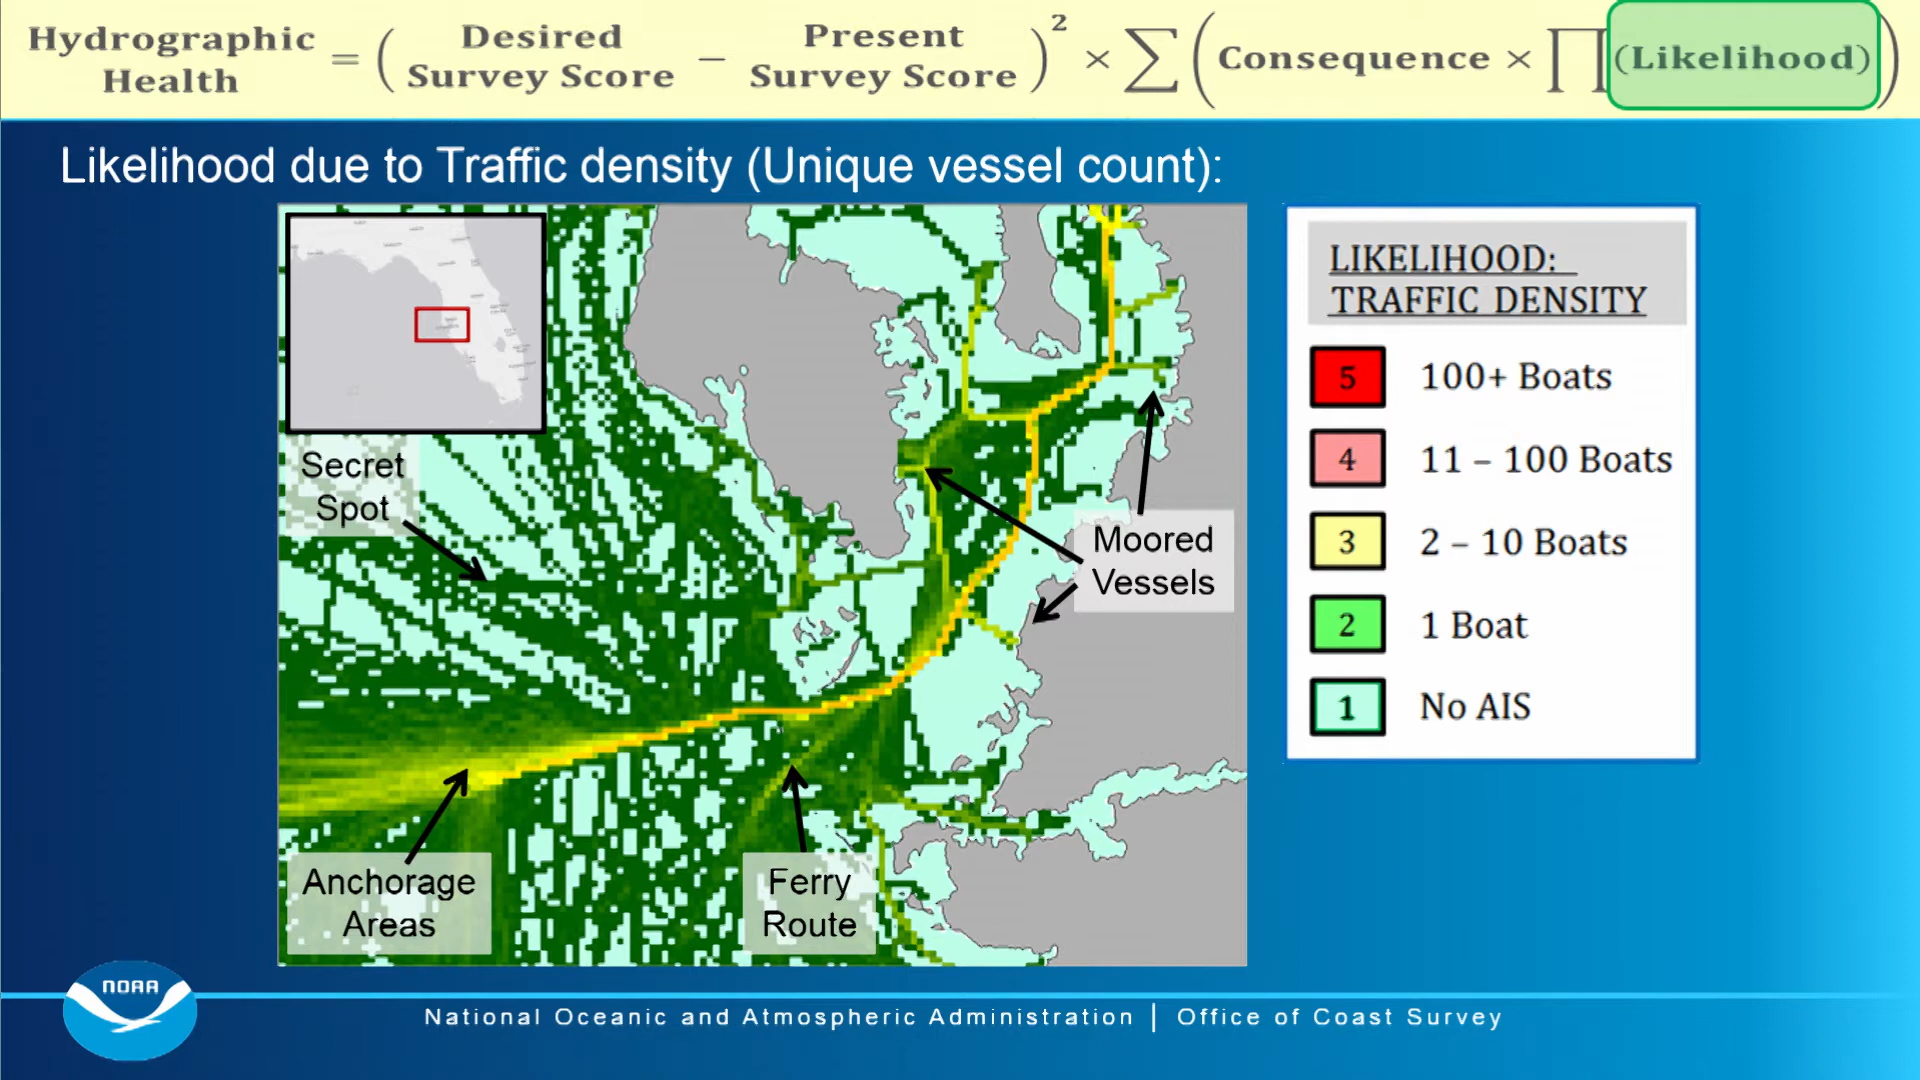 Hydrographic Health = ( Desired Survey Score − Present Survey Score )² × ∑ ( Consequence × ∏ (Likelihood) )
Likelihood due to Traffic density (Unique vessel count):
Secret
Spot
Moored
Vessels
Anchorage
Areas
Ferry
Route
LIKELIHOOD:
TRAFFIC DENSITY
5 100+ Boats
4 11 – 100 Boats
3 2 – 10 Boats
2 1 Boat
1 No AIS
NOAA
National Oceanic and Atmospheric Administration | Office of Coast Survey